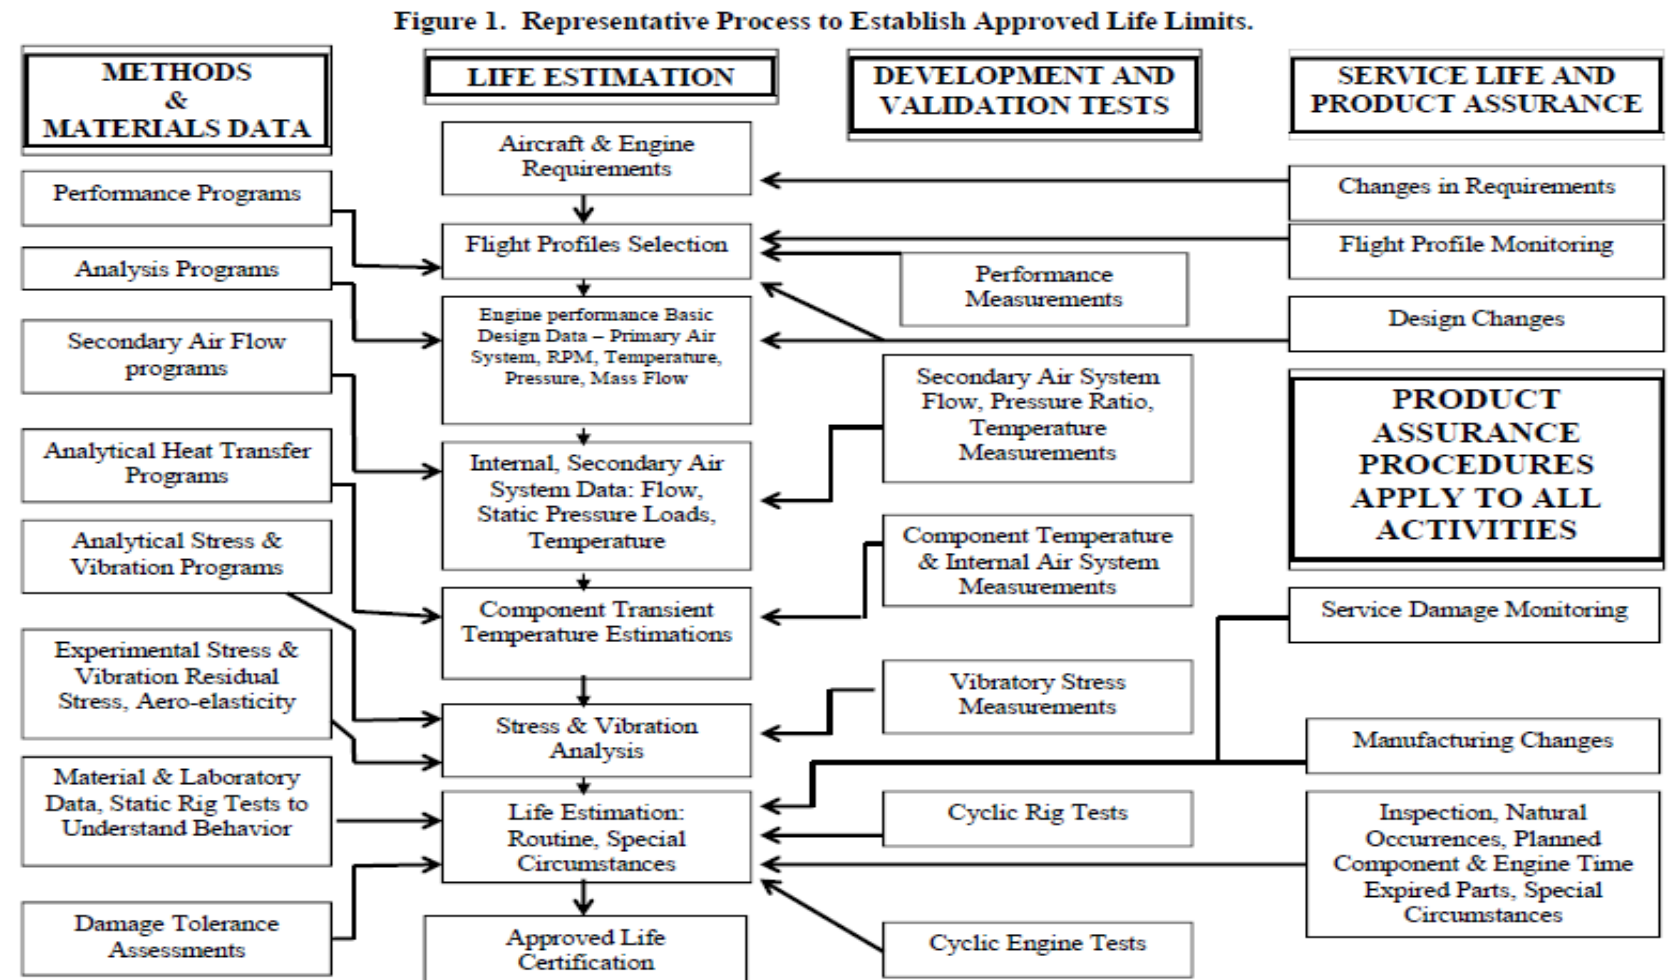 Figure 1. Representative Process to Establish Approved Life Limits.
METHODS
&
MATERIALS DATA
Performance Programs
Analysis Programs
Secondary Air Flow
programs
Analytical Heat Transfer
Programs
Analytical Stress &
Vibration Programs
Experimental Stress &
Vibration Residual
Stress, Aero-elasticity
Material & Laboratory
Data, Static Rig Tests to
Understand Behavior
Damage Tolerance
Assessments
LIFE ESTIMATION
Aircraft & Engine
Requirements
Flight Profiles Selection
Engine performance Basic
Design Data – Primary Air
System, RPM, Temperature,
Pressure, Mass Flow
Internal, Secondary Air
System Data: Flow,
Static Pressure Loads,
Temperature
Component Transient
Temperature Estimations
Stress & Vibration
Analysis
Life Estimation:
Routine, Special
Circumstances
Approved Life
Certification
DEVELOPMENT AND
VALIDATION TESTS
Performance
Measurements
Secondary Air System
Flow, Pressure Ratio,
Temperature
Measurements
Component Temperature
& Internal Air System
Measurements
Vibratory Stress
Measurements
Cyclic Rig Tests
Cyclic Engine Tests
SERVICE LIFE AND
PRODUCT ASSURANCE
Changes in Requirements
Flight Profile Monitoring
Design Changes
PRODUCT
ASSURANCE
PROCEDURES
APPLY TO ALL
ACTIVITIES
Service Damage Monitoring
Manufacturing Changes
Inspection, Natural
Occurrences, Planned
Component & Engine Time
Expired Parts, Special
Circumstances